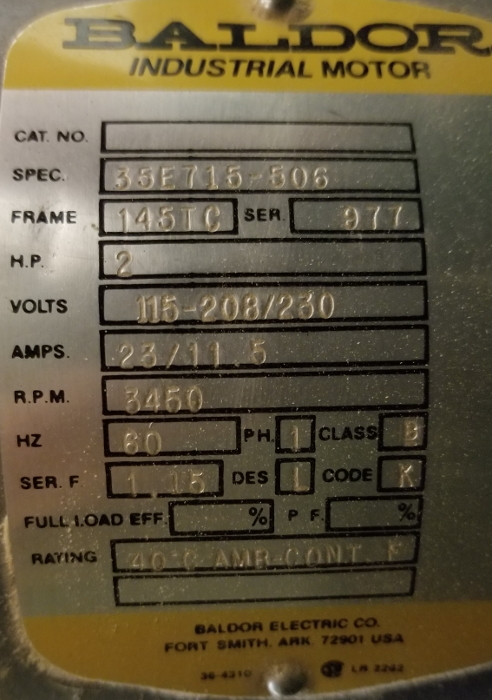 BALDOR
INDUSTRIAL MOTOR
CAT. NO.
SPEC. 35E715-506
FRAME 145TC SER. 977
H.P. 2
VOLTS 115-208/230
AMPS. 23/11.5
R.P.M. 3450
HZ 60 PH. 1 CLASS B
SER. F. 1.15 DES L CODE K
FULL LOAD EFF. % P F. %
RATING 40°C AMB-CONT
BALDOR ELECTRIC CO.
FORT SMITH, ARK. 72901 USA